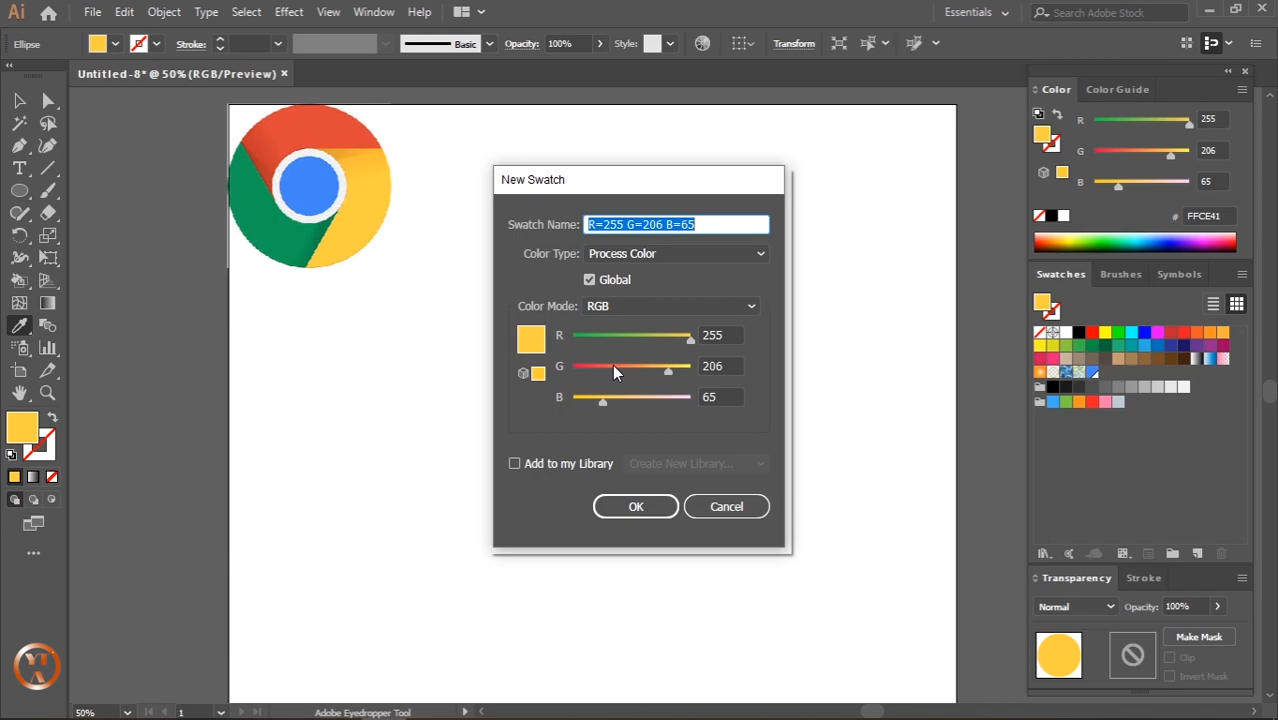 Ai File Edit Object Type Select Effect View Window Help Essentials Search Adobe Stock
Ellipse Stroke: Basic Opacity: 100% Style: Transform
Untitled-8* @ 50% (RGB/Preview) ×
Color Color Guide
R 255
G 206
B 65
# FFCE41
Swatches Brushes Symbols
New Swatch
Swatch Name: R=255 G=206 B=65
Color Type: Process Color
Global
Color Mode: RGB
R 255
G 206
B 65
Add to my Library Create New Library...
OK Cancel
Transparency Stroke
Normal Opacity: 100%
Make Mask
Clip
Invert Mask
50% 1 Adobe Eyedropper Tool